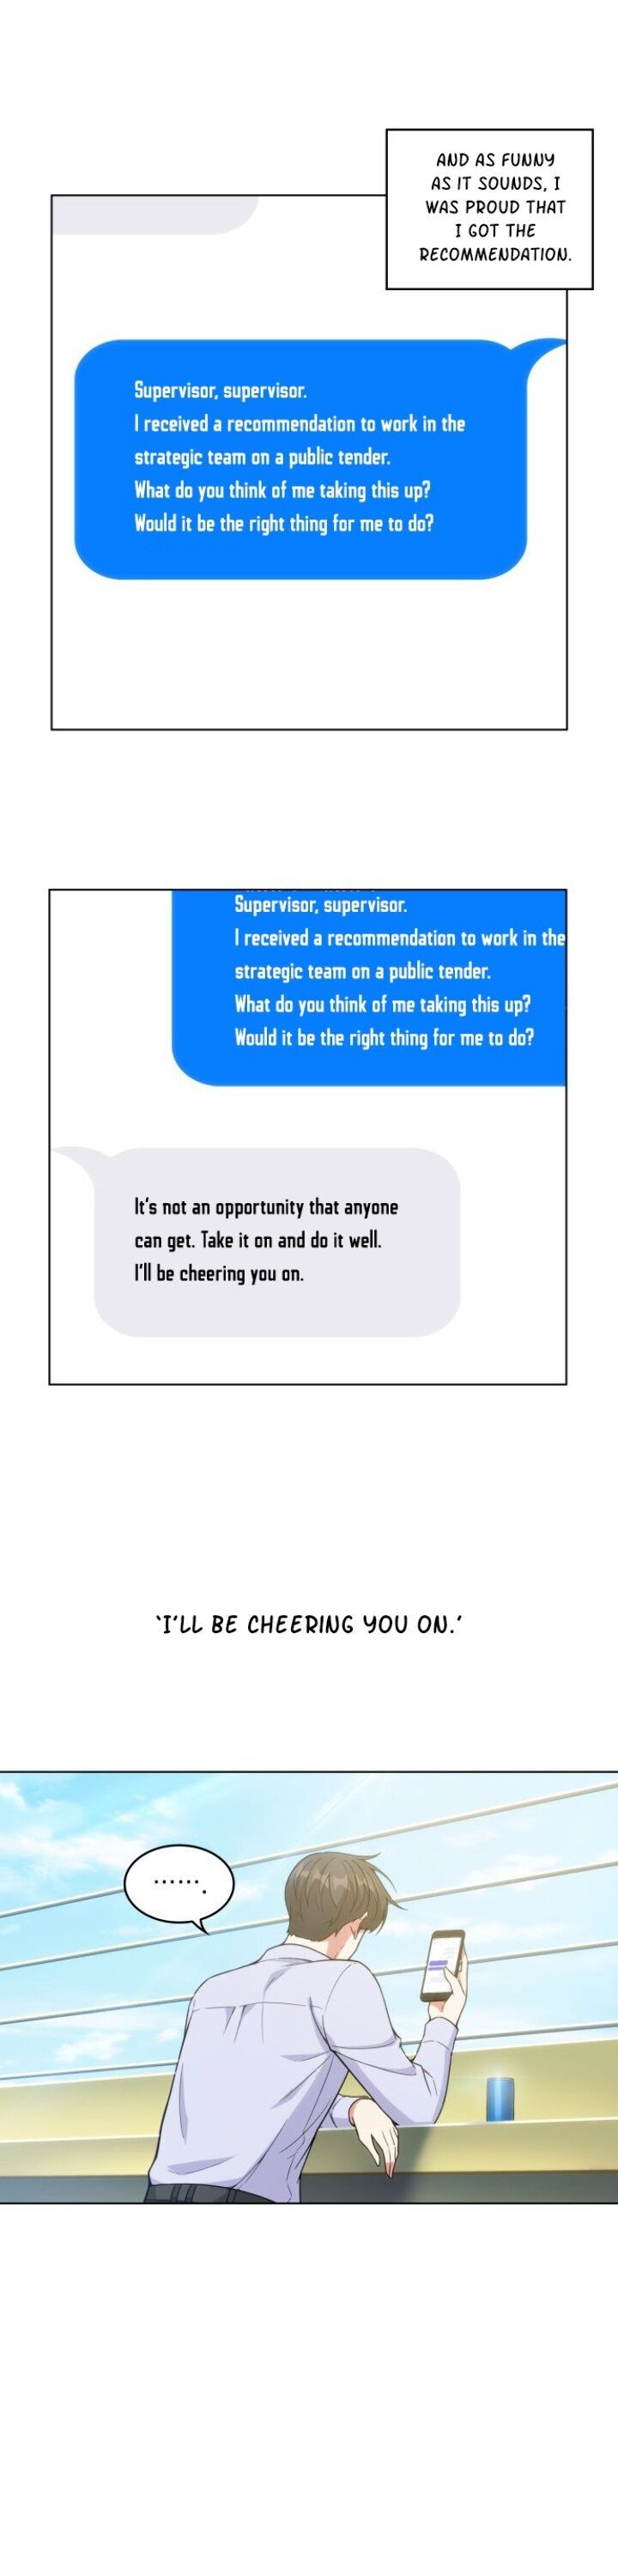 AND AS FUNNY
AS IT SOUNDS, I
WAS PROUD THAT
I GOT THE
RECOMMENDATION.
Supervisor, supervisor.
I received a recommendation to work in the
strategic team on a public tender.
What do you think of me taking this up?
Would it be the right thing for me to do?
Supervisor, supervisor.
I received a recommendation to work in the
strategic team on a public tender.
What do you think of me taking this up?
Would it be the right thing for me to do?
It's not an opportunity that anyone
can get. Take it on and do it well.
I'll be cheering you on.
'I'LL BE CHEERING YOU ON.'
.......